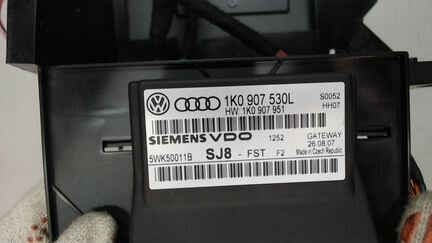 1K0 907 530L S0052
HW 1K0 907 951 HH07
SIEMENS VDO 1252 GATEWAY
26.08.07
5WK50011B SJ8 - FST F2 Made in Czech Republic